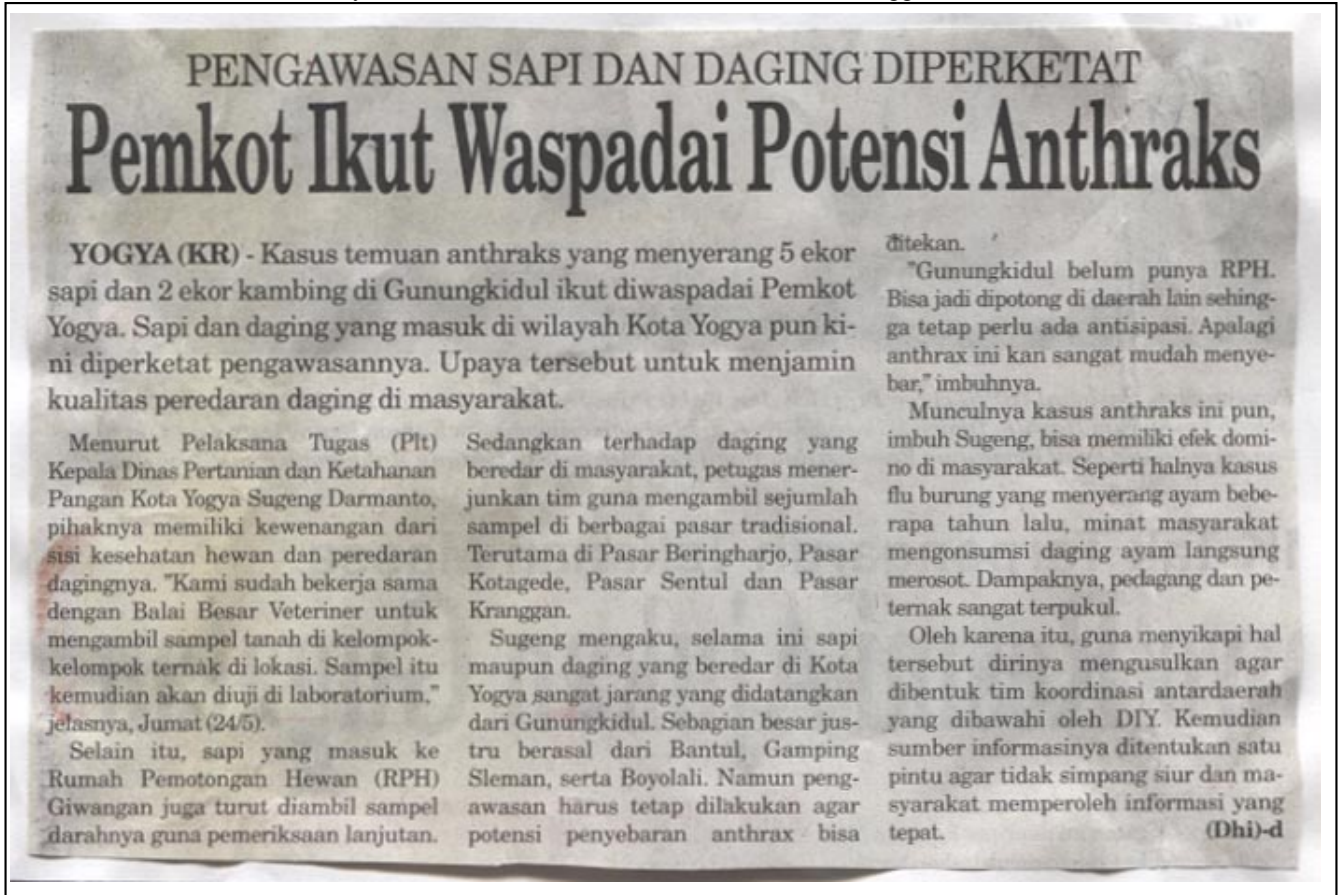 PENGAWASAN SAPI DAN DAGING DIPERKETAT
Pemkot Ikut Waspadai Potensi Anthraks
YOGYA (KR) - Kasus temuan anthraks yang menyerang 5 ekor
sapi dan 2 ekor kambing di Gunungkidul ikut diwaspadai Pemkot
Yogya. Sapi dan daging yang masuk di wilayah Kota Yogya pun ki-
ni diperketat pengawasannya. Upaya tersebut untuk menjamin
kualitas peredaran daging di masyarakat.
Menurut Pelaksana Tugas (Plt)
Kepala Dinas Pertanian dan Ketahanan
Pangan Kota Yogya Sugeng Darmanto,
pihaknya memiliki kewenangan dari
sisi kesehatan hewan dan peredaran
dagingnya. "Kami sudah bekerja sama
dengan Balai Besar Veteriner untuk
mengambil sampel tanah di kelompok-
kelompok ternak di lokasi. Sampel itu
kemudian akan diuji di laboratorium,"
jelasnya, Jumat (24/5).
Selain itu, sapi yang masuk ke
Rumah Pemotongan Hewan (RPH)
Giwangan juga turut diambil sampel
darahnya guna pemeriksaan lanjutan.
Sedangkan terhadap daging yang
beredar di masyarakat, petugas mener-
junkan tim guna mengambil sejumlah
sampel di berbagai pasar tradisional.
Terutama di Pasar Beringharjo, Pasar
Kotagede, Pasar Sentul dan Pasar
Kranggan.
Sugeng mengaku, selama ini sapi
maupun daging yang beredar di Kota
Yogya sangat jarang yang didatangkan
dari Gunungkidul. Sebagian besar jus-
tru berasal dari Bantul, Gamping
Sleman, serta Boyolali. Namun peng-
awasan harus tetap dilakukan agar
potensi penyebaran anthrax bisa
ditekan.
"Gunungkidul belum punya RPH.
Bisa jadi dipotong di daerah lain sehing-
ga tetap perlu ada antisipasi. Apalagi
anthrax ini kan sangat mudah menye-
bar," imbuhnya.
Munculnya kasus anthraks ini pun,
imbuh Sugeng, bisa memiliki efek domi-
no di masyarakat. Seperti halnya kasus
flu burung yang menyerang ayam bebe-
rapa tahun lalu, minat masyarakat
mengonsumsi daging ayam langsung
merosot. Dampaknya, pedagang dan pe-
ternak sangat terpukul.
Oleh karena itu, guna menyikapi hal
tersebut dirinya mengusulkan agar
dibentuk tim koordinasi antardaerah
yang dibawahi oleh DIY. Kemudian
sumber informasinya ditentukan satu
pintu agar tidak simpang siur dan ma-
syarakat memperoleh informasi yang
tepat. (Dhi)-d